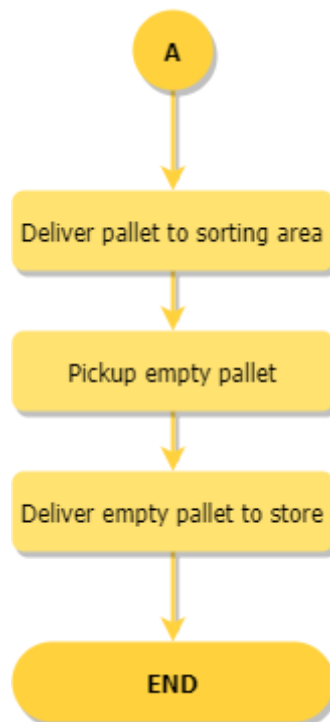 A
Deliver pallet to sorting area
Pickup empty pallet
Deliver empty pallet to store
END